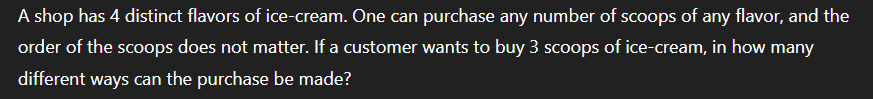 A shop has 4 distinct flavors of ice-cream. One can purchase any number of scoops of any flavor, and the
order of the scoops does not matter. If a customer wants to buy 3 scoops of ice-cream, in how many
different ways can the purchase be made?